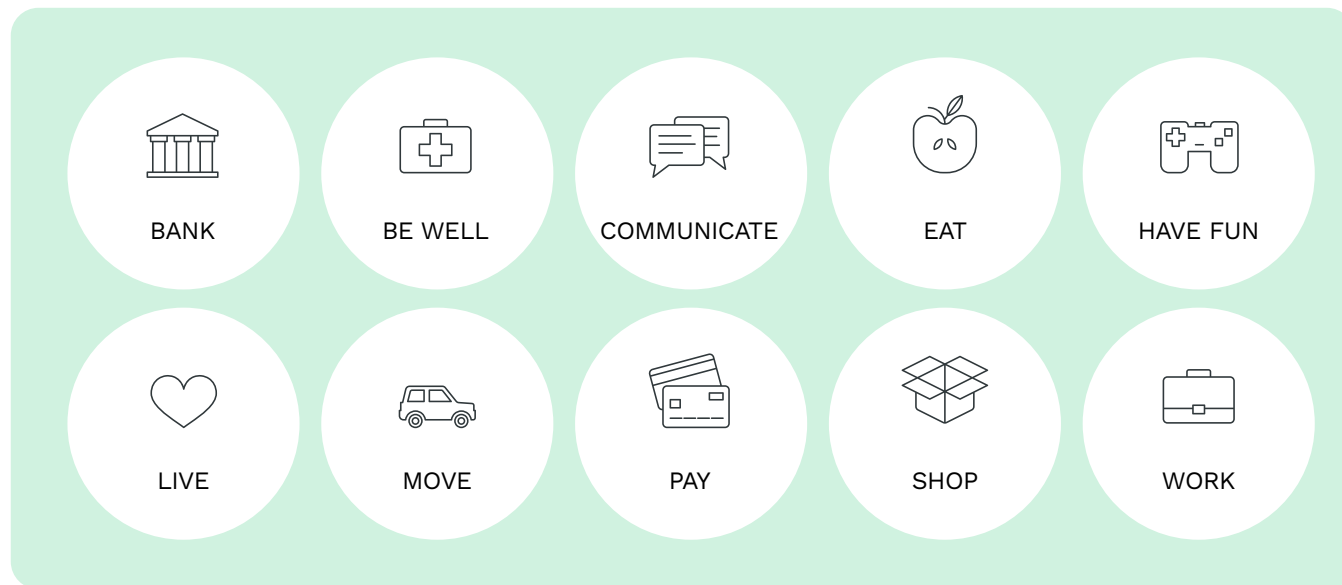 BANK
BE WELL
COMMUNICATE
EAT
HAVE FUN
LIVE
MOVE
PAY
SHOP
WORK